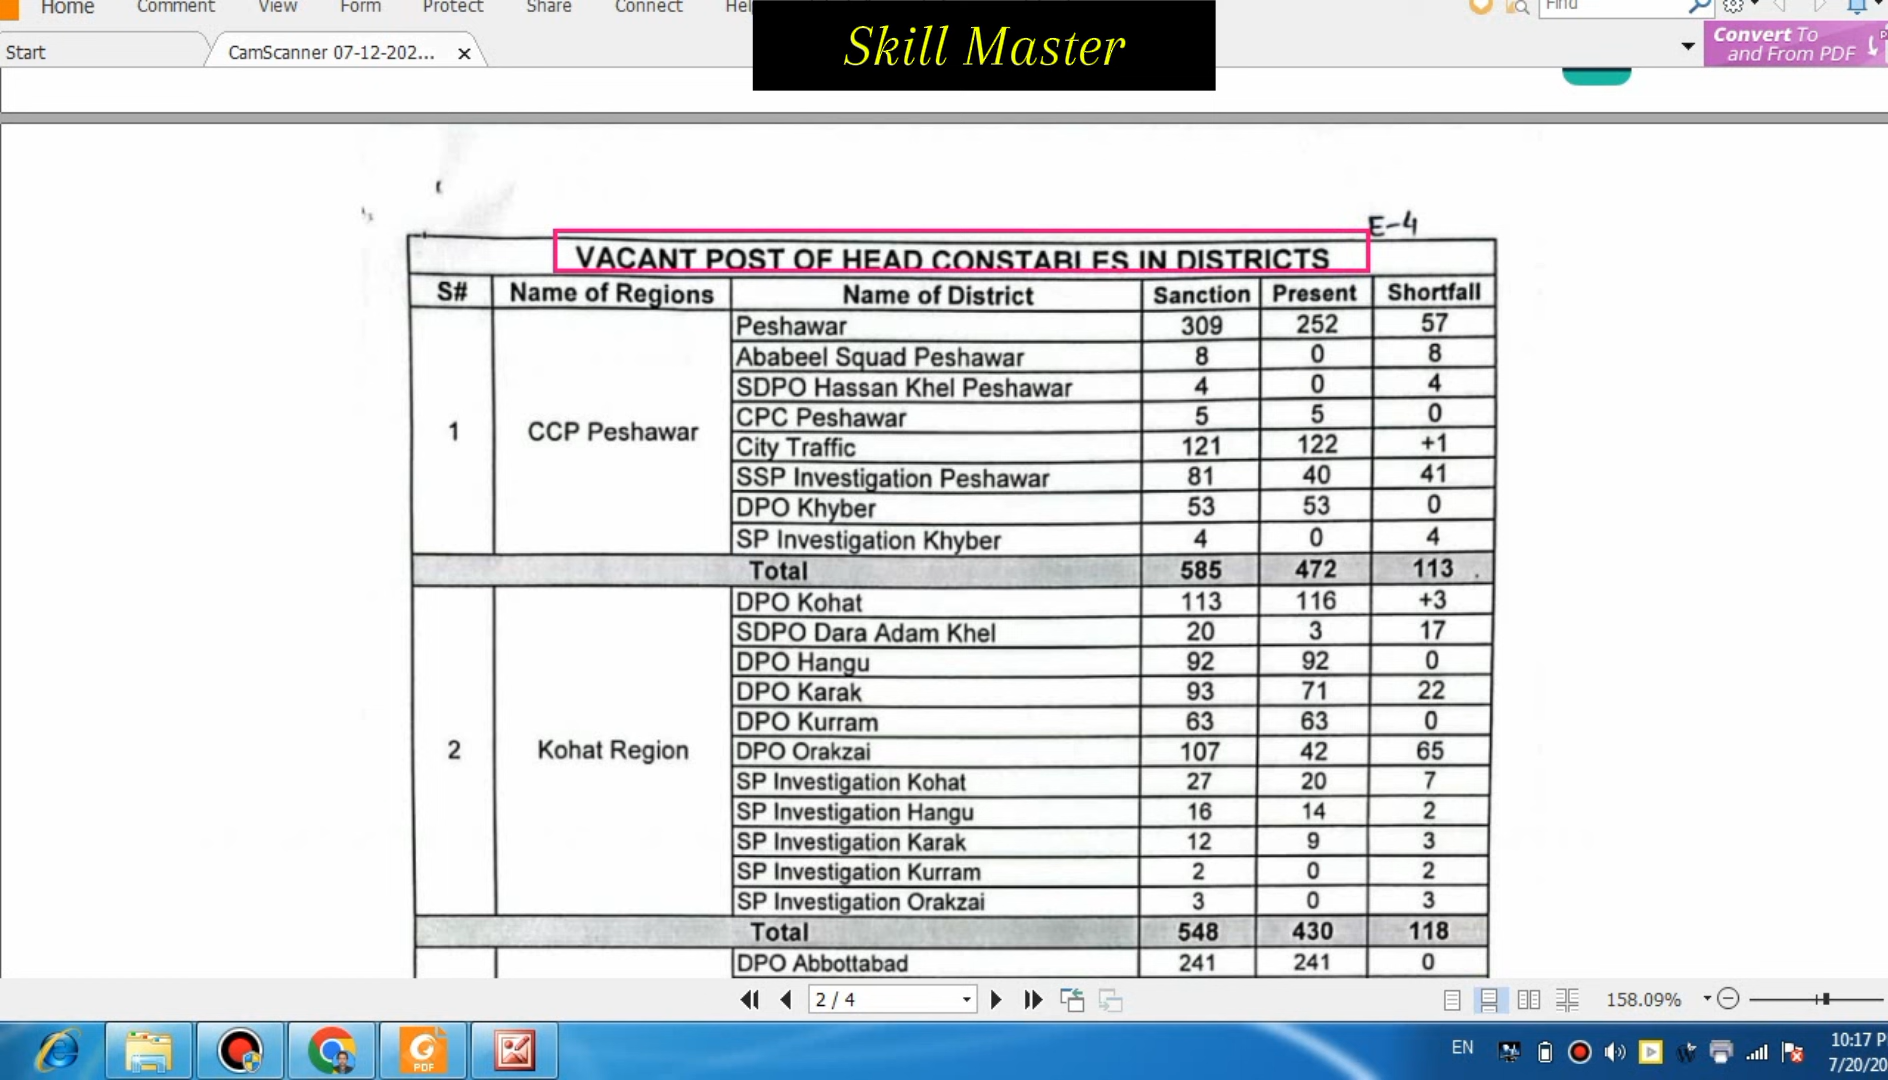 Home Comment View Form Protect Share Connect Hel Find
Skill Master
Start CamScanner 07-12-202... ×
Convert To
and From PDF
E-4
VACANT POST OF HEAD CONSTABLES IN DISTRICTS
S# Name of Regions Name of District Sanction Present Shortfall
1 CCP Peshawar
Peshawar 309 252 57
Ababeel Squad Peshawar 8 0 8
SDPO Hassan Khel Peshawar 4 0 4
CPC Peshawar 5 5 0
City Traffic 121 122 +1
SSP Investigation Peshawar 81 40 41
DPO Khyber 53 53 0
SP Investigation Khyber 4 0 4
Total 585 472 113
2 Kohat Region
DPO Kohat 113 116 +3
SDPO Dara Adam Khel 20 3 17
DPO Hangu 92 92 0
DPO Karak 93 71 22
DPO Kurram 63 63 0
DPO Orakzai 107 42 65
SP Investigation Kohat 27 20 7
SP Investigation Hangu 16 14 2
SP Investigation Karak 12 9 3
SP Investigation Kurram 2 0 2
SP Investigation Orakzai 3 0 3
Total 548 430 118
DPO Abbottabad 241 241 0
2 / 4 158.09%
PDF
EN
10:17 P
7/20/20